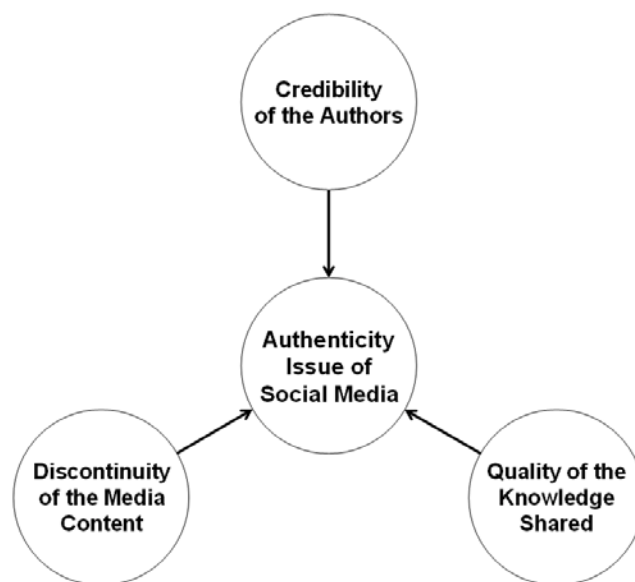 Credibility
of the Authors
Authenticity
Issue of
Social Media
Discontinuity
of the Media
Content
Quality of the
Knowledge
Shared